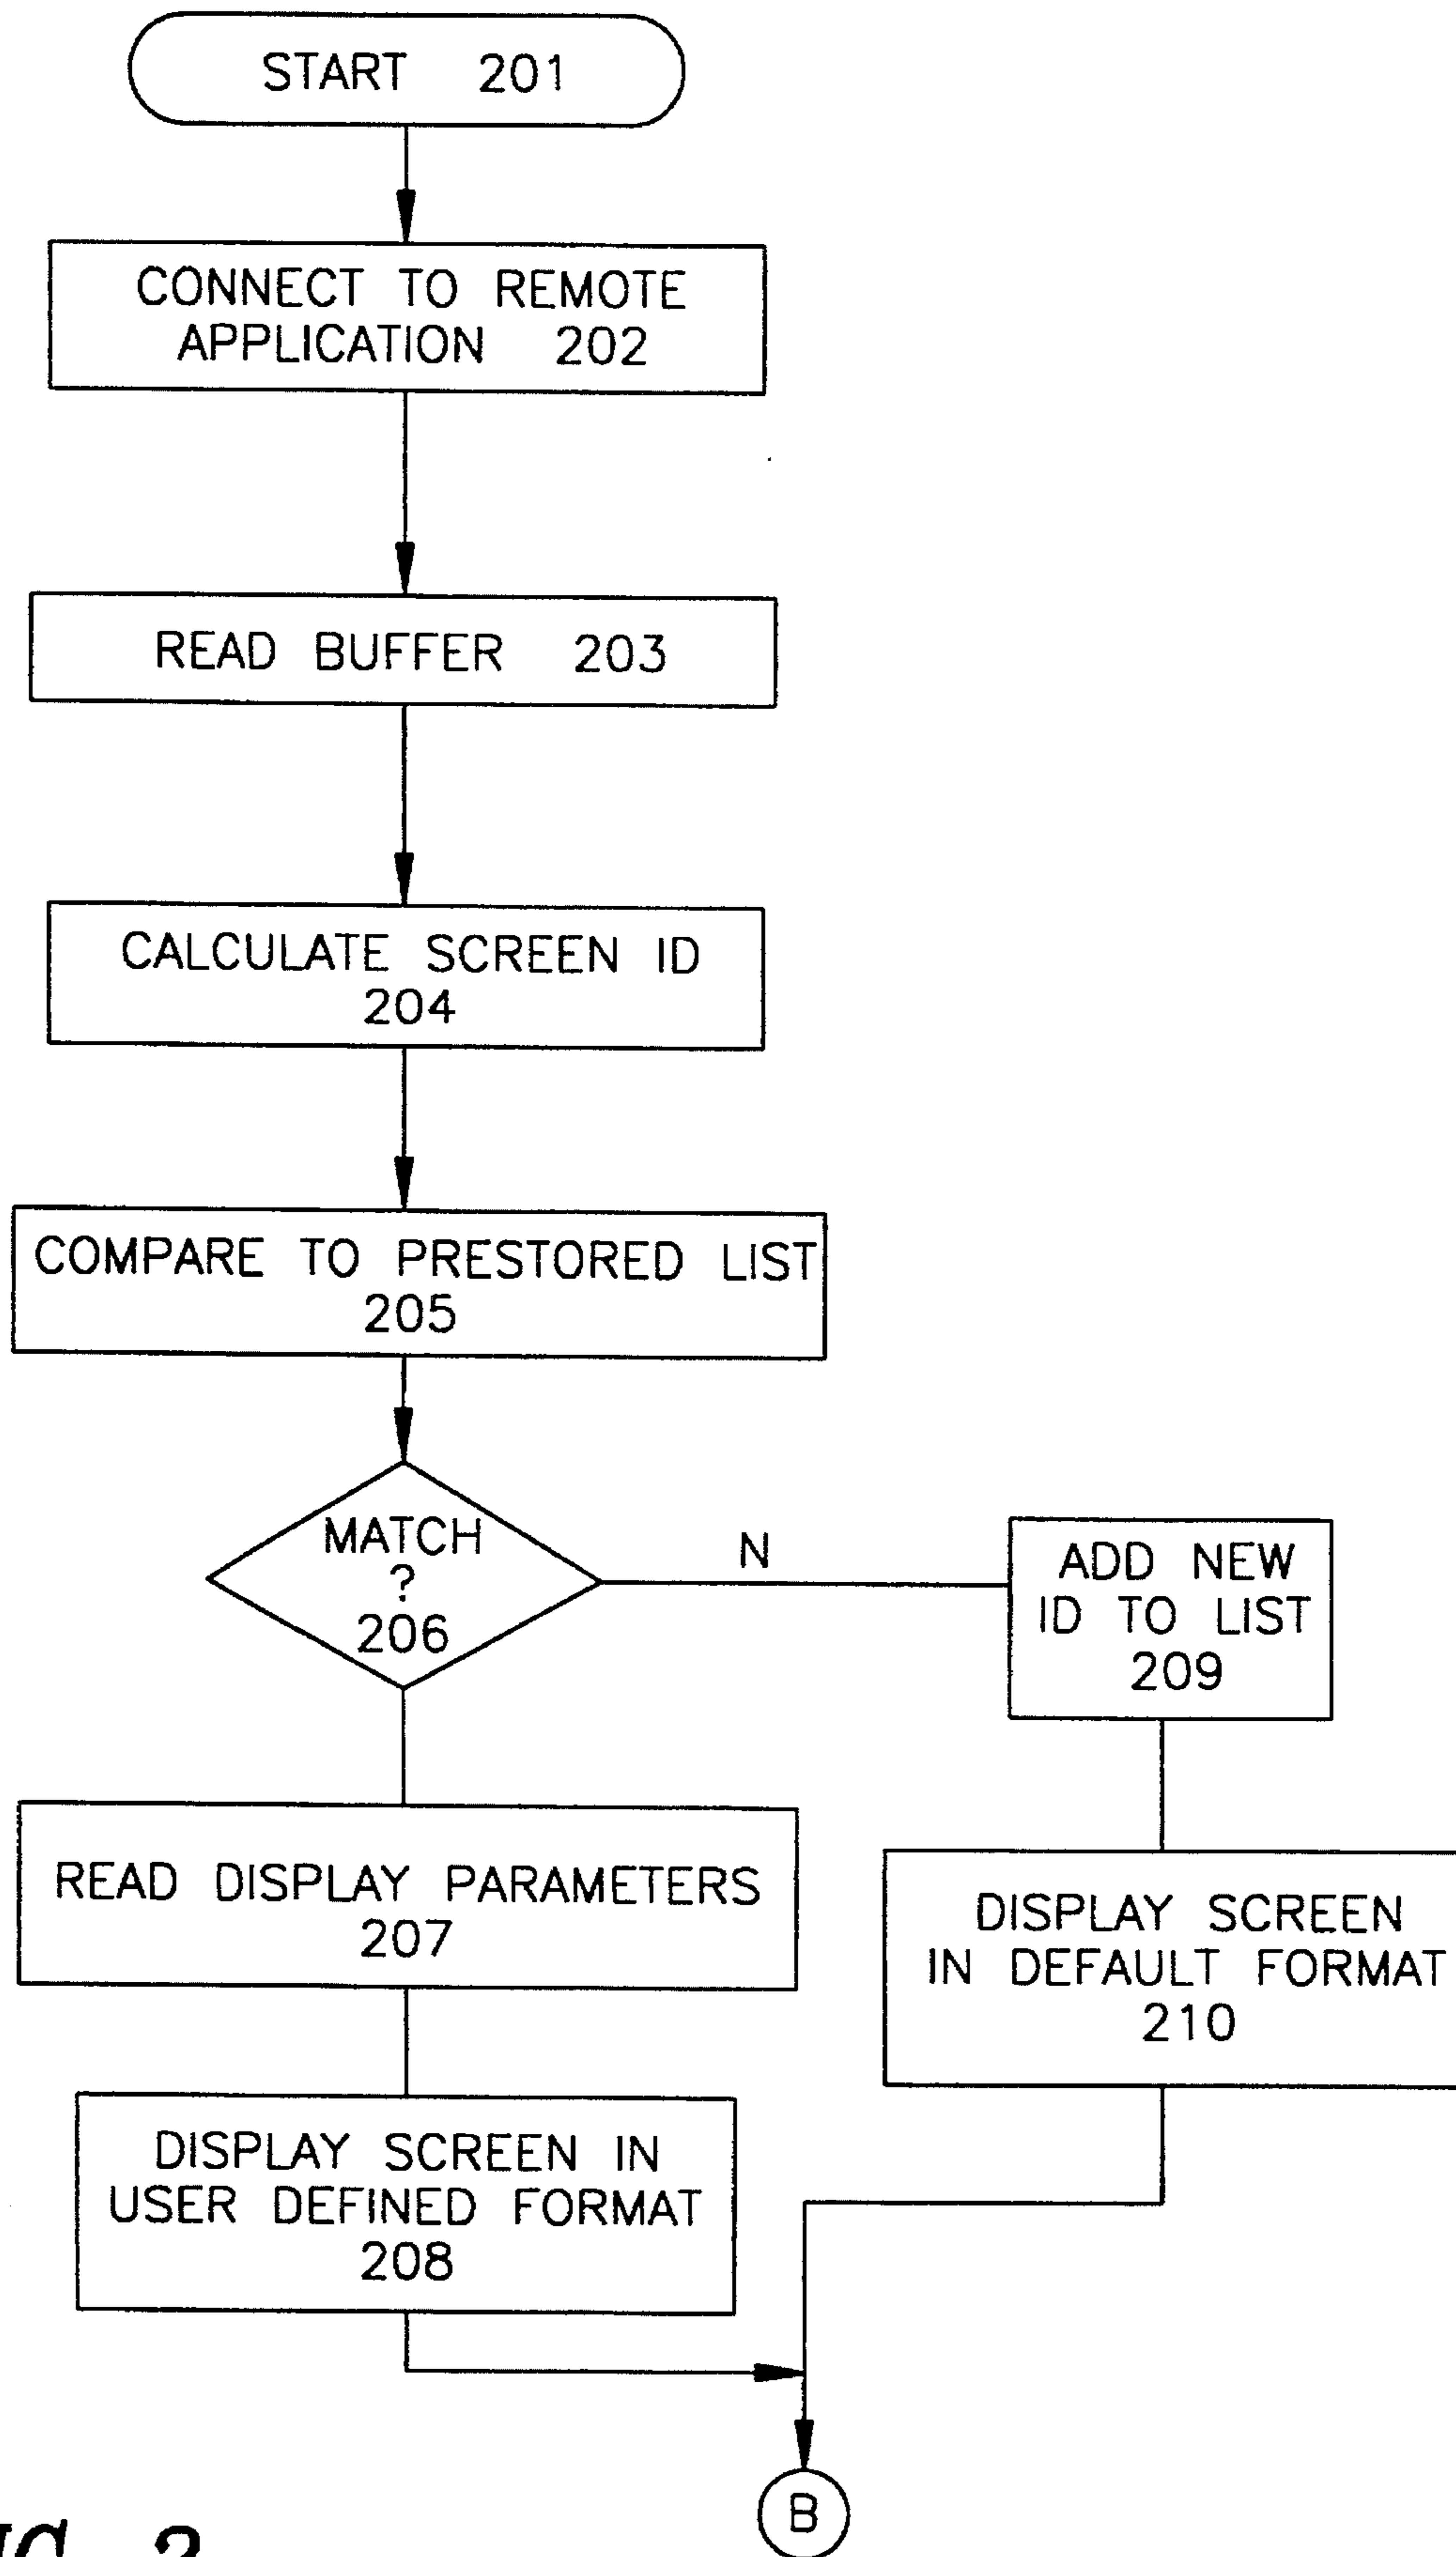 START 201
CONNECT TO REMOTE
APPLICATION 202
READ BUFFER 203
CALCULATE SCREEN ID
204
COMPARE TO PRESTORED LIST
205
MATCH
?
206
N
ADD NEW
ID TO LIST
209
READ DISPLAY PARAMETERS
207
DISPLAY SCREEN
IN DEFAULT FORMAT
210
DISPLAY SCREEN IN
USER DEFINED FORMAT
208
B